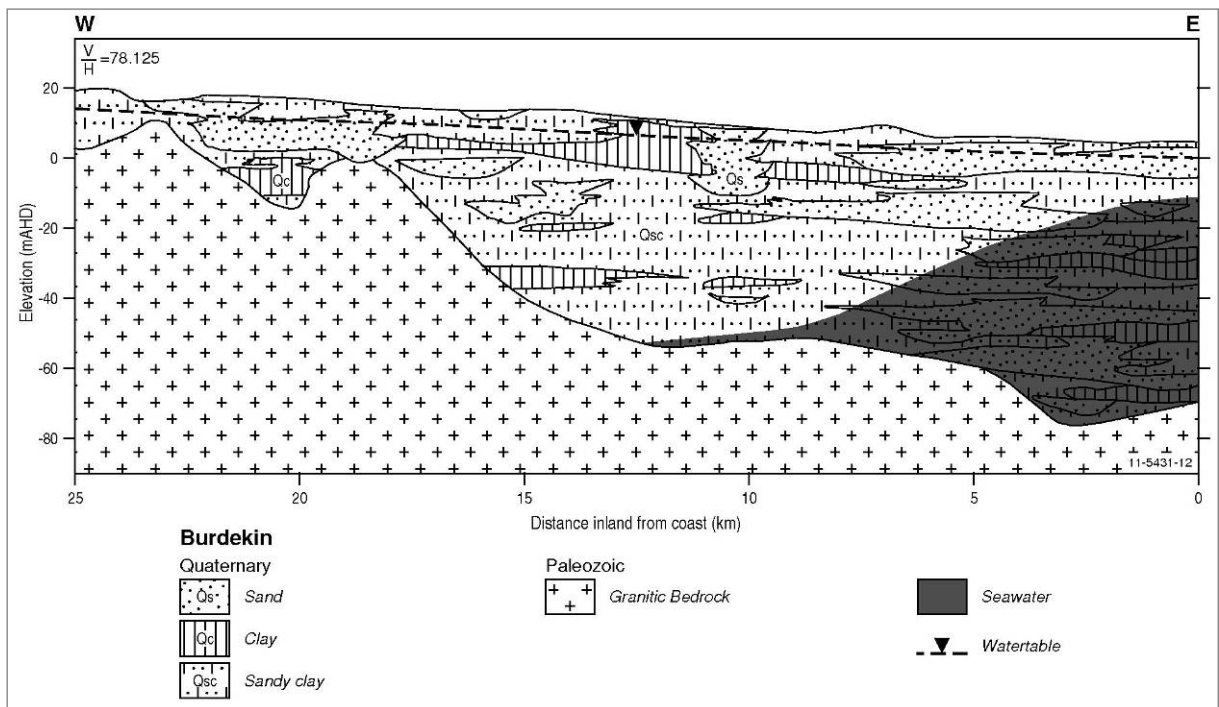 W
E
V
H
=78.125
20
0
-20
-40
-60
-80
Elevation (mAHD)
Qc
Qs
Qsc
11-5431-12
25
20
15
10
5
0
Distance inland from coast (km)
Burdekin
Quaternary
Paleozoic
Qs
Sand
Granitic Bedrock
Seawater
Qc
Clay
Watertable
Qsc
Sandy clay